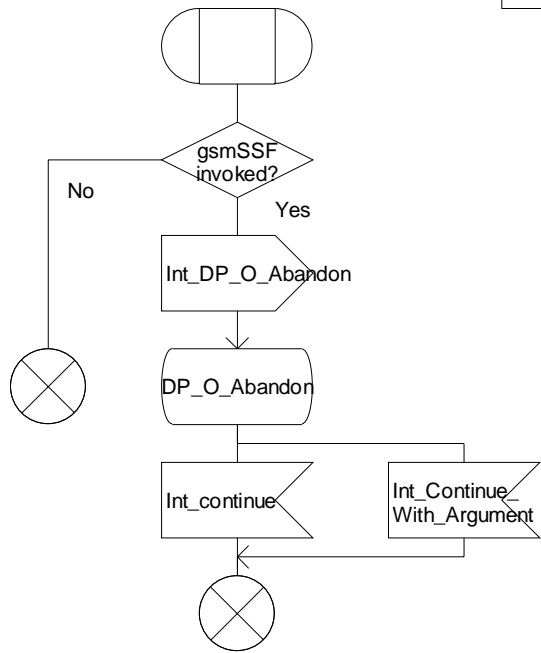 gsmSSF
invoked?
No
Yes
Int_DP_O_Abandon
DP_O_Abandon
Int_continue
Int_Continue_
With_Argument